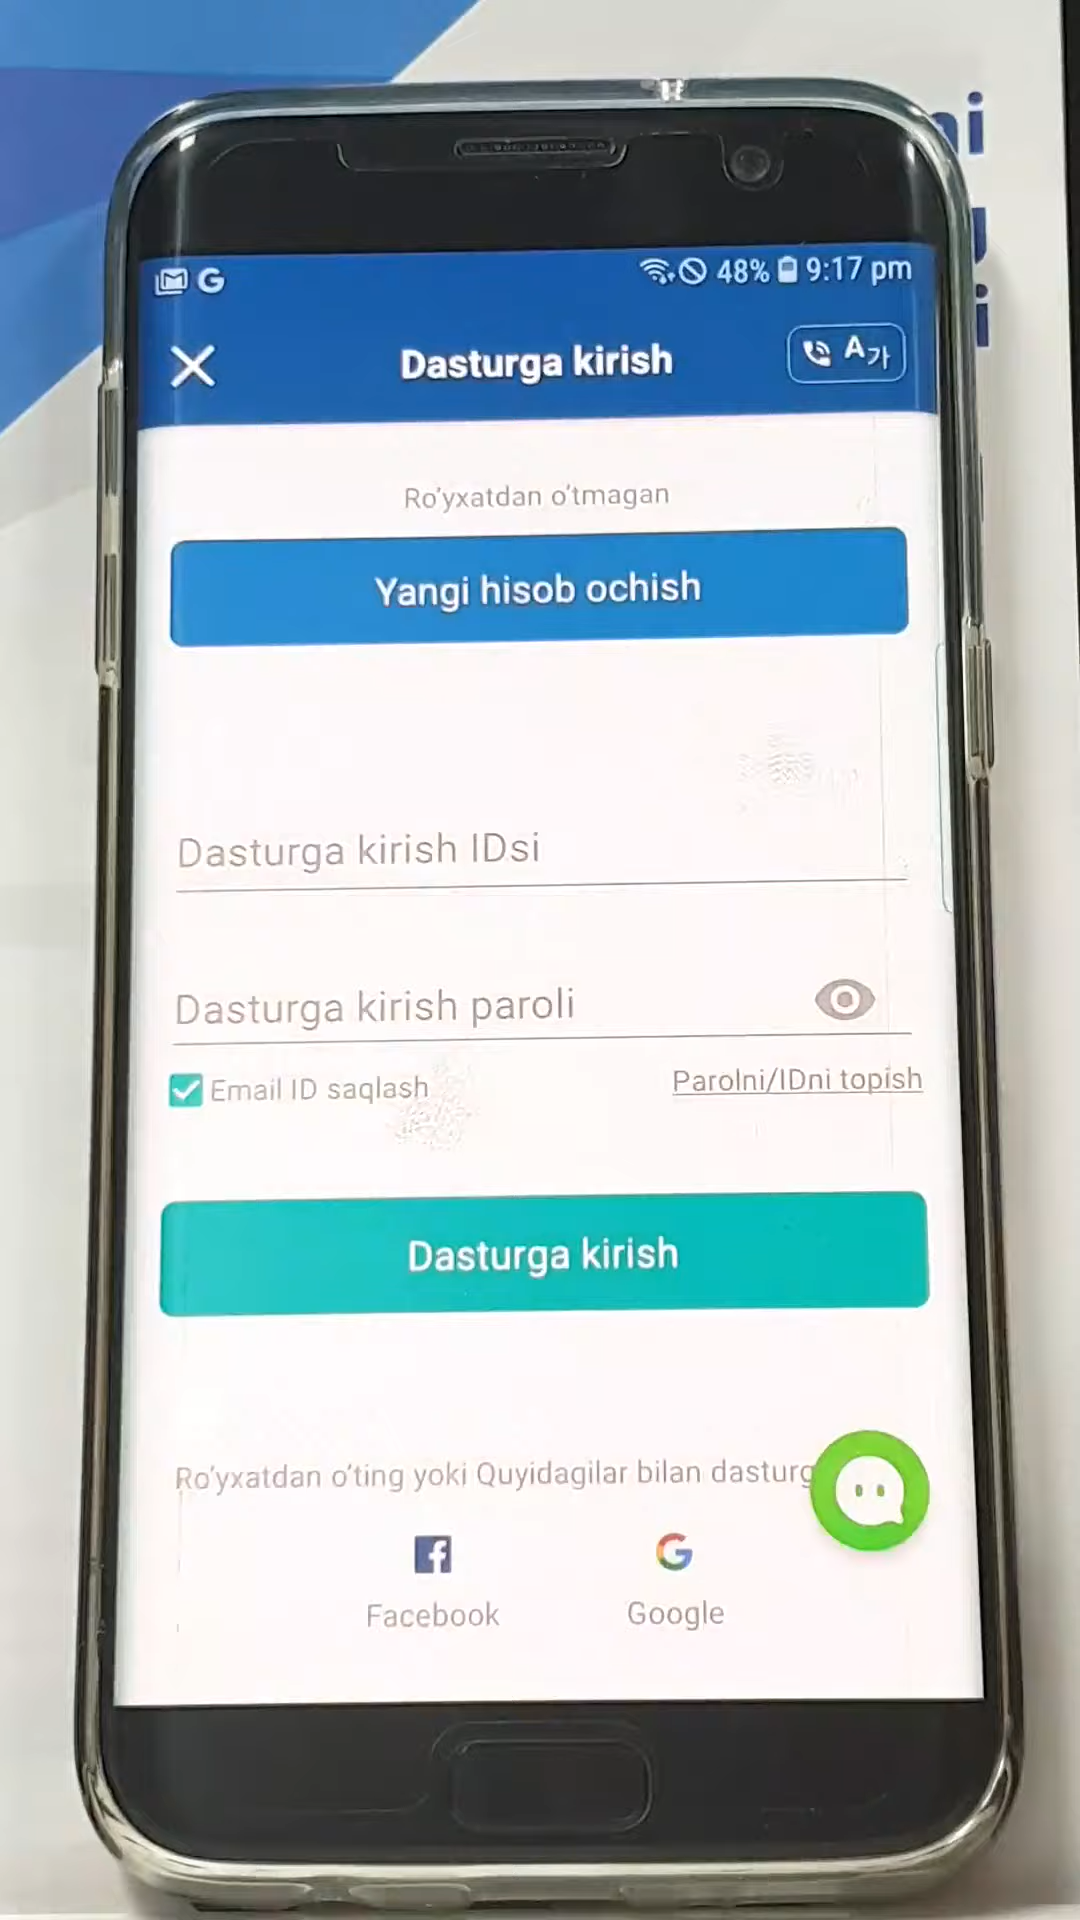 ni
i
48% 9:17 pm
Dasturga kirish
A가
Ro'yxatdan o'tmagan
Yangi hisob ochish
Dasturga kirish IDsi
Dasturga kirish paroli
Email ID saqlash
Parolni/IDni topish
Dasturga kirish
Ro'yxatdan o'ting yoki Quyidagilar bilan dasturg
Facebook
Google